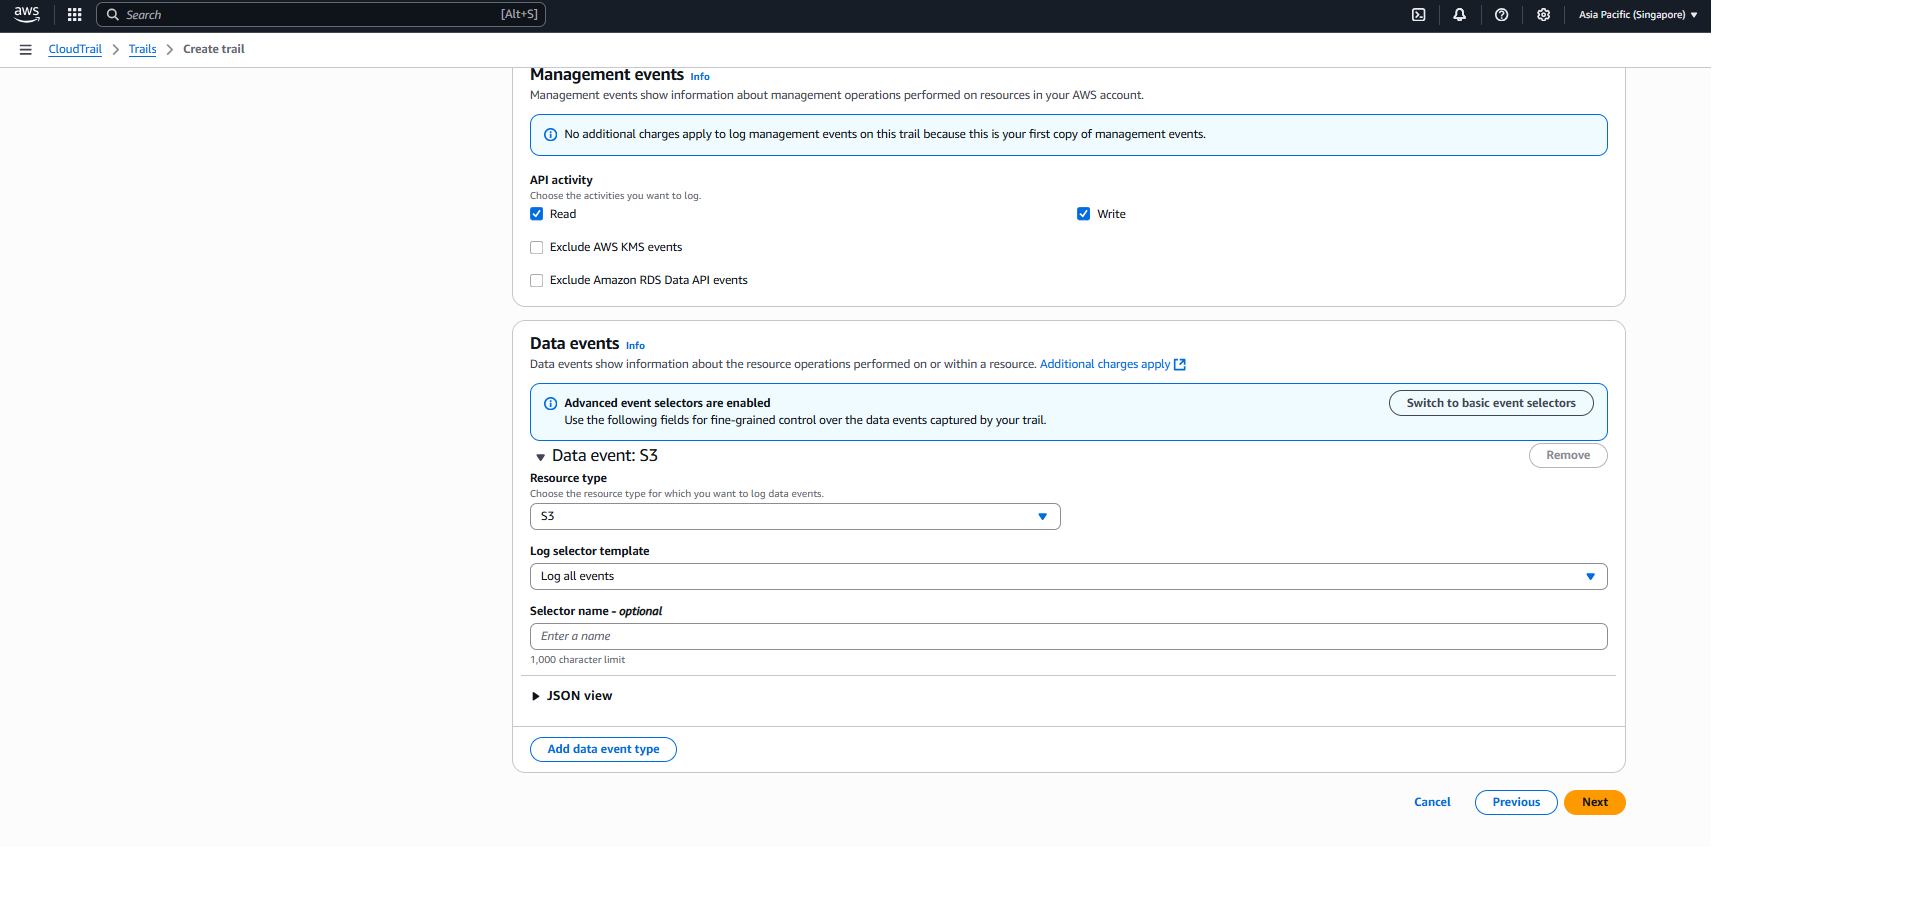 aws
Search
[Alt+S]
Asia Pacific (Singapore)
CloudTrail
Trails
Create trail
Management events Info
Management events show information about management operations performed on resources in your AWS account.
No additional charges apply to log management events on this trail because this is your first copy of management events.
API activity
Choose the activities you want to log.
Read
Write
Exclude AWS KMS events
Exclude Amazon RDS Data API events
Data events Info
Data events show information about the resource operations performed on or within a resource. Additional charges apply
Advanced event selectors are enabled
Use the following fields for fine-grained control over the data events captured by your trail.
Switch to basic event selectors
Data event: S3
Remove
Resource type
Choose the resource type for which you want to log data events.
S3
Log selector template
Log all events
Selector name - optional
Enter a name
1,000 character limit
JSON view
Add data event type
Cancel
Previous
Next